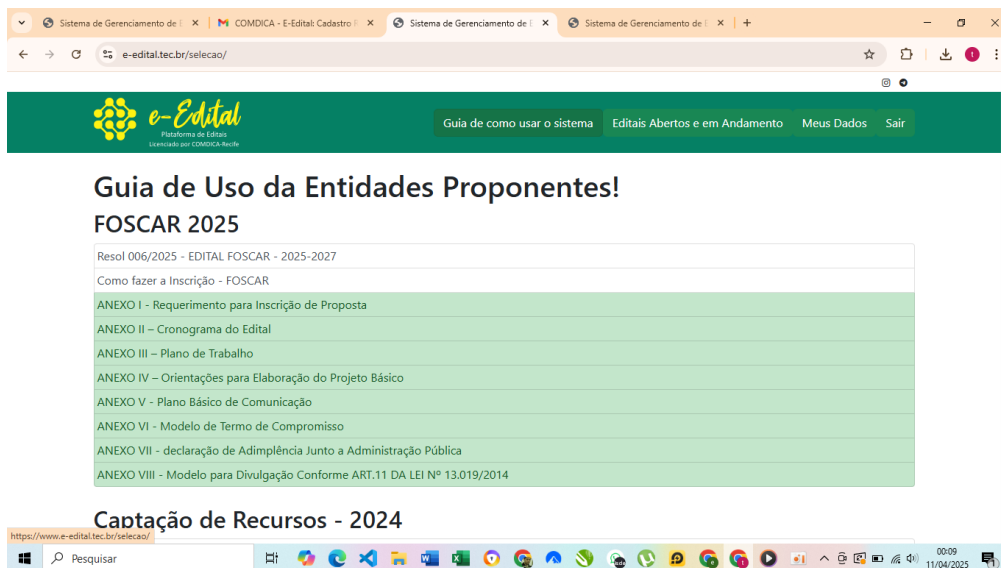 Sistema de Gerenciamento de E
COMDICA - E-Edital: Cadastro F
Sistema de Gerenciamento de E
Sistema de Gerenciamento de E
e-edital.tec.br/selecao/
e-Edital
Plataforma de Editais
Licenciado por COMDICA-Recife
Guia de como usar o sistema
Editais Abertos e em Andamento
Meus Dados
Sair
Guia de Uso da Entidades Proponentes!
FOSCAR 2025
Resol 006/2025 - EDITAL FOSCAR - 2025-2027
Como fazer a Inscrição - FOSCAR
ANEXO I - Requerimento para Inscrição de Proposta
ANEXO II – Cronograma do Edital
ANEXO III – Plano de Trabalho
ANEXO IV – Orientações para Elaboração do Projeto Básico
ANEXO V - Plano Básico de Comunicação
ANEXO VI - Modelo de Termo de Compromisso
ANEXO VII - declaração de Adimplência Junto a Administração Pública
ANEXO VIII - Modelo para Divulgação Conforme ART.11 DA LEI Nº 13.019/2014
Captação de Recursos - 2024
https://www.e-edital.tec.br/selecao/
Pesquisar
00:09
11/04/2025